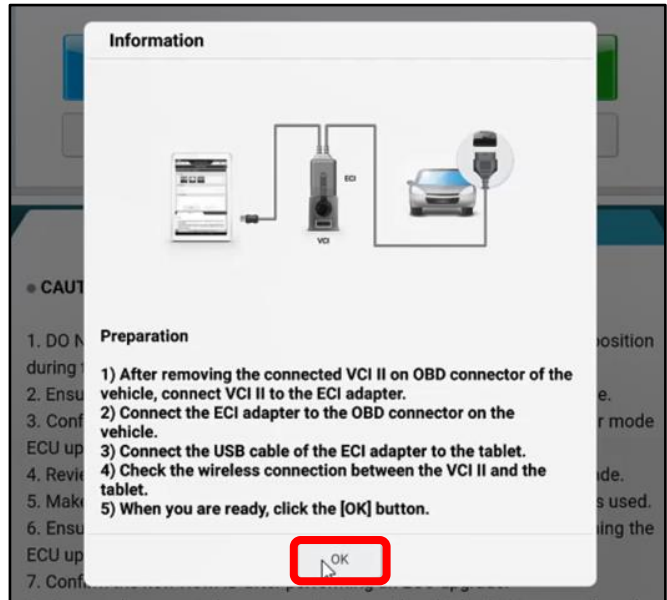 Information
ECI
VCI
CAUT
Preparation
1. DO N
osition
1) After removing the connected VCI II on OBD connector of the
during
vehicle, connect VCI II to the ECI adapter.
2. Ensu
e.
2) Connect the ECI adapter to the OBD connector on the
3. Conf
r mode
vehicle.
ECU up
3) Connect the USB cable of the ECI adapter to the tablet.
4. Revie
de.
4) Check the wireless connection between the VCI II and the
tablet.
5. Make
s used.
5) When you are ready, click the [OK] button.
6. Ensu
ing the
ECU up
OK
7. Conf